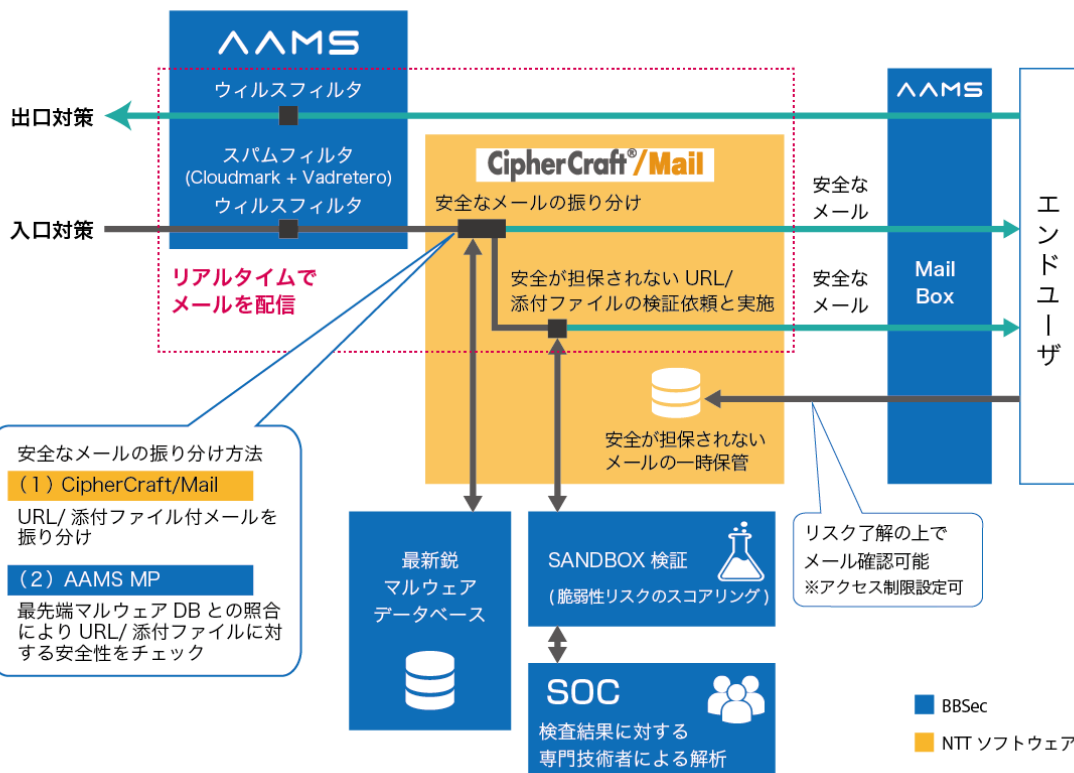 AAMS
ウィルスフィルタ
出口対策
スパムフィルタ
(Cloudmark + Vadretero)
ウィルスフィルタ
入口対策
リアルタイムで
メールを配信
CipherCraft®/Mail
安全なメールの振り分け
安全が担保されない URL/
添付ファイルの検証依頼と実施
安全が担保されない
メールの一時保管
安全な
メール
安全な
メール
AAMS
Mail
Box
エンドユーザ
安全なメールの振り分け方法
(1) CipherCraft/Mail
URL/ 添付ファイル付メールを
振り分け
(2) AAMS MP
最先端マルウェア DB との照合
により URL/ 添付ファイルに対
する安全性をチェック
最新鋭
マルウェア
データベース
SANDBOX 検証
( 脆弱性リスクのスコアリング )
SOC
検査結果に対する
専門技術者による解析
リスク了解の上で
メール確認可能
※アクセス制限設定可
BBSec
NTT ソフトウェア